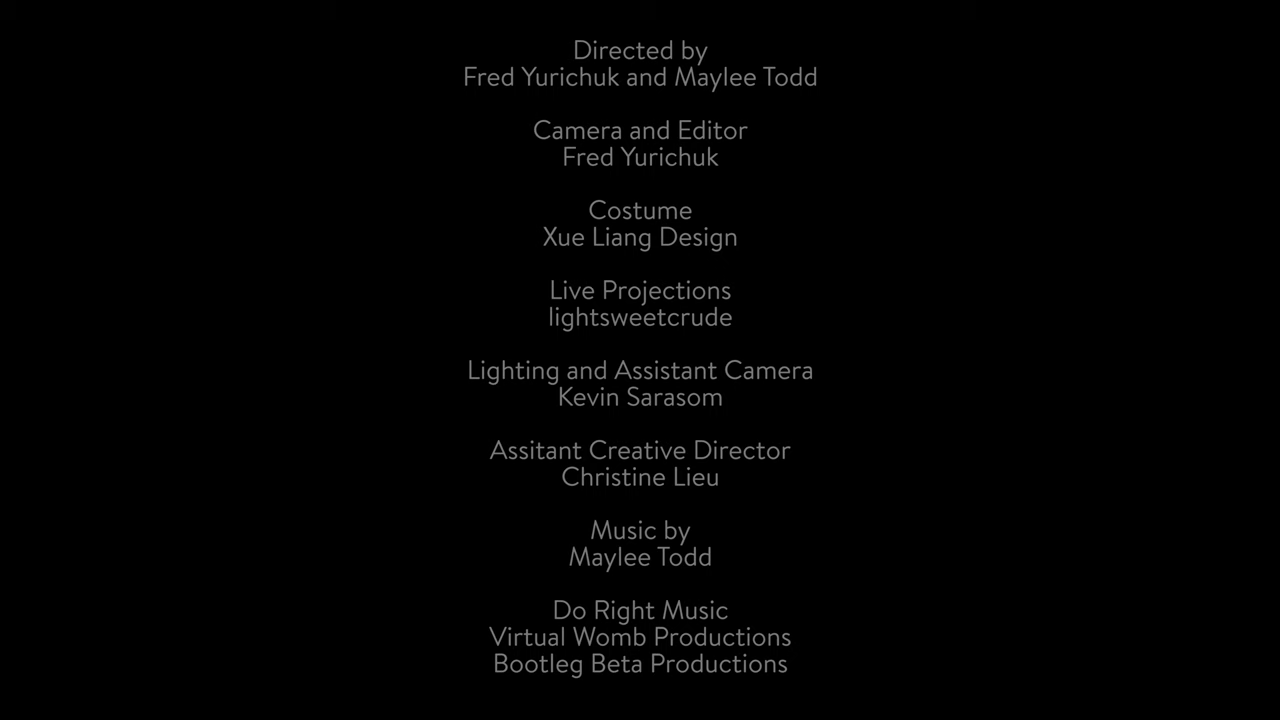 Directed by
Fred Yurichuk and Maylee Todd
Camera and Editor
Fred Yurichuk
Costume
Xue Liang Design
Live Projections
lightsweetcrude
Lighting and Assistant Camera
Kevin Sarasom
Assitant Creative Director
Christine Lieu
Music by
Maylee Todd
Do Right Music
Virtual Womb Productions
Bootleg Beta Productions